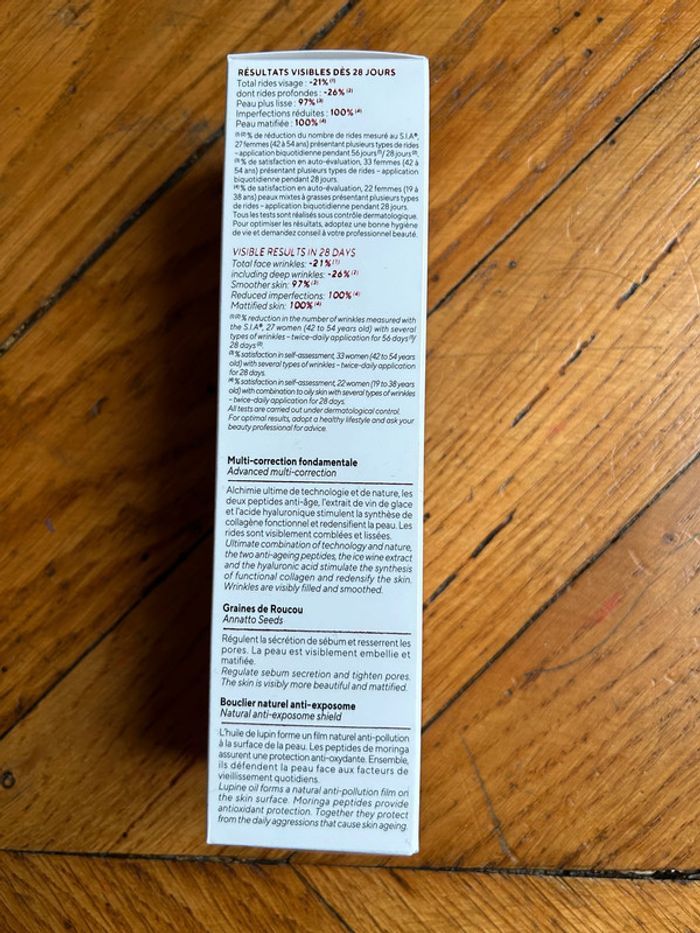 RÉSULTATS VISIBLES DÈS 28 JOURS
Total rides visage : -21% (1)
dont rides profondes : -26% (2)
Peau plus lisse : 97% (3)
Imperfections réduites : 100% (4)
Peau matifiée : 100% (4)
(1) (2) % de réduction du nombre de rides mesuré au S.I.A®,
27 femmes (42 à 54 ans) présentant plusieurs types de rides
– application biquotidienne pendant 56 jours (1)/ 28 jours (2).
(3) % de satisfaction en auto-évaluation, 33 femmes (42 à
54 ans) présentant plusieurs types de rides – application
biquotidienne pendant 28 jours.
(4) % de satisfaction en auto-évaluation, 22 femmes (19 à
38 ans) peaux mixtes à grasses présentant plusieurs types
de rides – application biquotidienne pendant 28 jours.
Tous les tests sont réalisés sous contrôle dermatologique.
Pour optimiser les résultats, adoptez une bonne hygiène
de vie et demandez conseil à votre professionnel beauté.
VISIBLE RESULTS IN 28 DAYS
Total face wrinkles: -21% (1)
including deep wrinkles: -26% (2)
Smoother skin: 97% (3)
Reduced imperfections: 100% (4)
Mattified skin: 100% (4)
(1) (2) % reduction in the number of wrinkles measured with
the S.I.A®, 27 women (42 to 54 years old) with several
types of wrinkles – twice-daily application for 56 days (1)/
28 days (2).
(3) % satisfaction in self-assessment, 33 women (42 to 54 years
old) with several types of wrinkles – twice-daily application
for 28 days.
(4) % satisfaction in self-assessment, 22 women (19 to 38 years
old) with combination to oily skin with several types of wrinkles
– twice-daily application for 28 days.
All tests are carried out under dermatological control.
For optimal results, adopt a healthy lifestyle and ask your
beauty professional for advice.
Multi-correction fondamentale
Advanced multi-correction
Alchimie ultime de technologie et de nature, les
deux peptides anti-âge, l'extrait de vin de glace
et l'acide hyaluronique stimulent la synthèse de
collagène fonctionnel et redensifient la peau. Les
rides sont visiblement comblées et lissées.
Ultimate combination of technology and nature,
the two anti-ageing peptides, the ice wine extract
and the hyaluronic acid stimulate the synthesis
of functional collagen and redensify the skin.
Wrinkles are visibly filled and smoothed.
Graines de Roucou
Annatto Seeds
Régulent la sécrétion de sébum et resserrent les
pores. La peau est visiblement embellie et
matifiée.
Regulate sebum secretion and tighten pores.
The skin is visibly more beautiful and mattified.
Bouclier naturel anti-exposome
Natural anti-exposome shield
L'huile de lupin forme un film naturel anti-pollution
à la surface de la peau. Les peptides de moringa
assurent une protection anti-oxydante. Ensemble,
ils défendent la peau face aux facteurs de
vieillissement quotidiens.
Lupine oil forms a natural anti-pollution film on
the skin surface. Moringa peptides provide
antioxidant protection. Together they protect
from the daily aggressions that cause skin ageing.